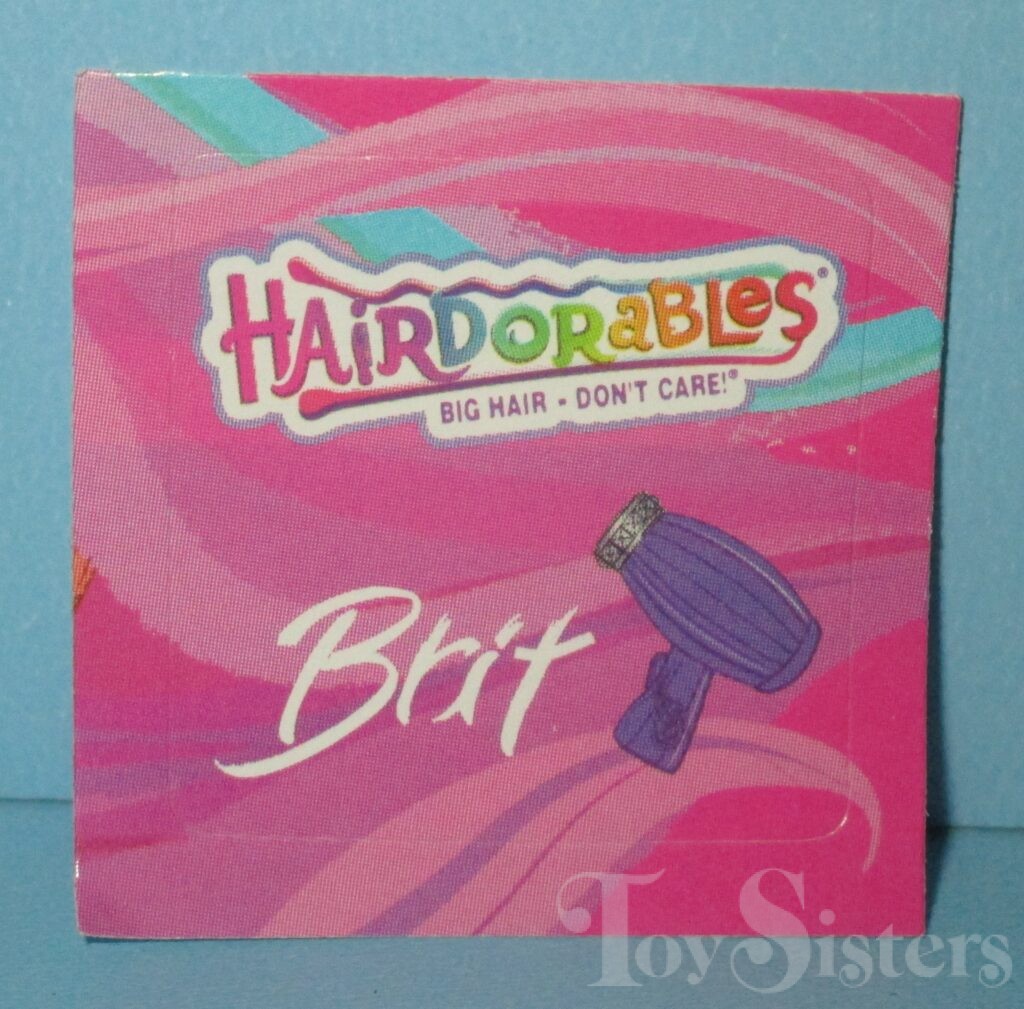 HAiRDORaBLeS®
BIG HAIR - DON'T CARE!®
Brit
ToySisters